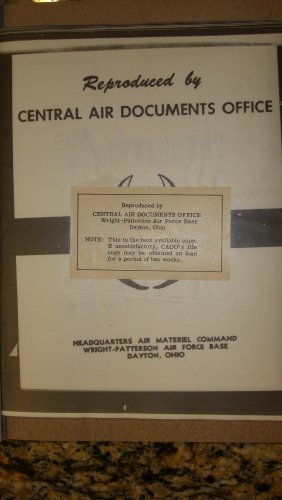 Reproduced by
CENTRAL AIR DOCUMENTS OFFICE
Reproduced by
CENTRAL AIR DOCUMENTS OFFICE
Wright-Patterson Air Force Base
Dayton, Ohio
NOTE: This is the best available copy.
If unsatisfactory, CADO's file
copy may be obtained on loan
for a period of two weeks.
HEADQUARTERS AIR MATERIEL COMMAND
WRIGHT-PATTERSON AIR FORCE BASE
DAYTON, OHIO